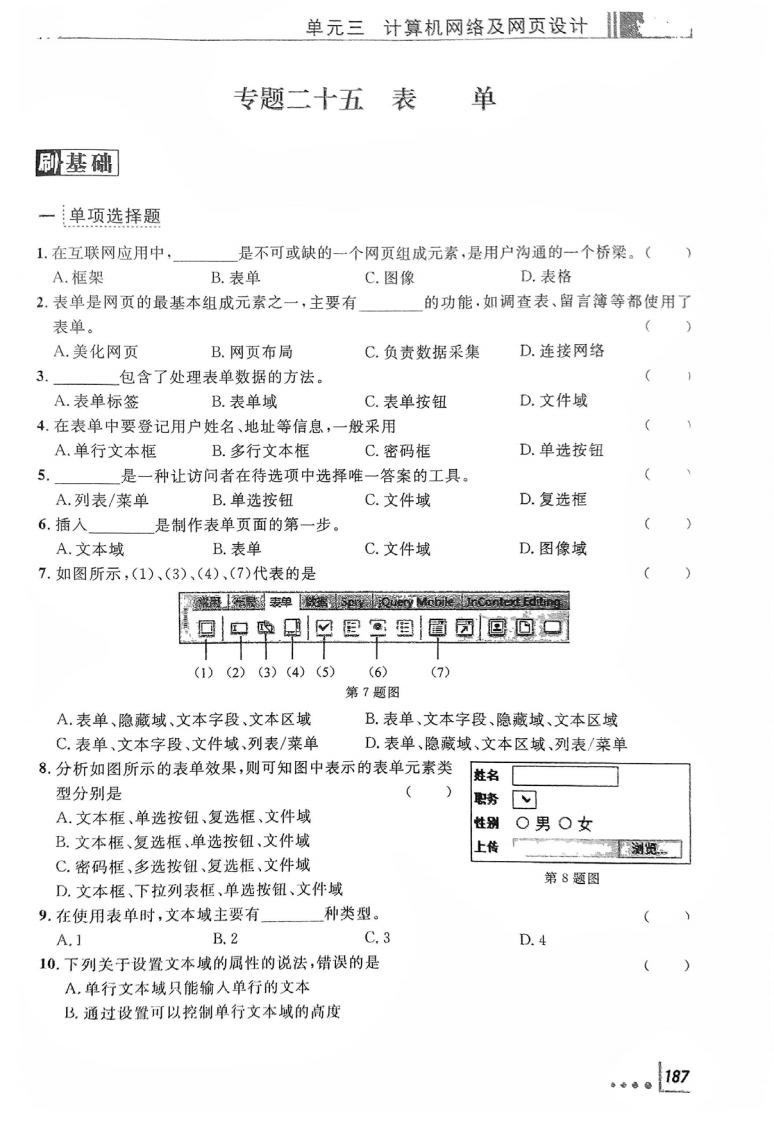 单元三 计算机网络及网页设计
专题二十五 表 单
刷基础
一 单项选择题
1. 在互联网应用中,________是不可或缺的一个网页组成元素,是用户沟通的一个桥梁。( )
A. 框架 B. 表单 C. 图像 D. 表格
2. 表单是网页的最基本组成元素之一,主要有________的功能,如调查表、留言簿等都使用了
表单。 ( )
A. 美化网页 B. 网页布局 C. 负责数据采集 D. 连接网络
3. ________包含了处理表单数据的方法。 ( )
A. 表单标签 B. 表单域 C. 表单按钮 D. 文件域
4. 在表单中要登记用户姓名、地址等信息,一般采用 ( )
A. 单行文本框 B. 多行文本框 C. 密码框 D. 单选按钮
5. ________是一种让访问者在待选项中选择唯一答案的工具。 ( )
A. 列表/菜单 B. 单选按钮 C. 文件域 D. 复选框
6. 插入________是制作表单页面的第一步。 ( )
A. 文本域 B. 表单 C. 文件域 D. 图像域
7. 如图所示,(1)、(3)、(4)、(7)代表的是 ( )
常用 布局 表单 数据 Spry jQuery Mobile InContext Editing
(1) (2) (3) (4) (5) (6) (7)
第 7 题图
A. 表单、隐藏域、文本字段、文本区域 B. 表单、文本字段、隐藏域、文本区域
C. 表单、文本字段、文件域、列表/菜单 D. 表单、隐藏域、文本区域、列表/菜单
8. 分析如图所示的表单效果,则可知图中表示的表单元素类
型分别是 ( )
A. 文本框、单选按钮、复选框、文件域
B. 文本框、复选框、单选按钮、文件域
C. 密码框、多选按钮、复选框、文件域
D. 文本框、下拉列表框、单选按钮、文件域
姓名
职务
性别 男 女
上传 浏览...
第 8 题图
9. 在使用表单时,文本域主要有________种类型。 ( )
A. 1 B. 2 C. 3 D. 4
10. 下列关于设置文本域的属性的说法,错误的是 ( )
A. 单行文本域只能输入单行的文本
B. 通过设置可以控制单行文本域的高度
187